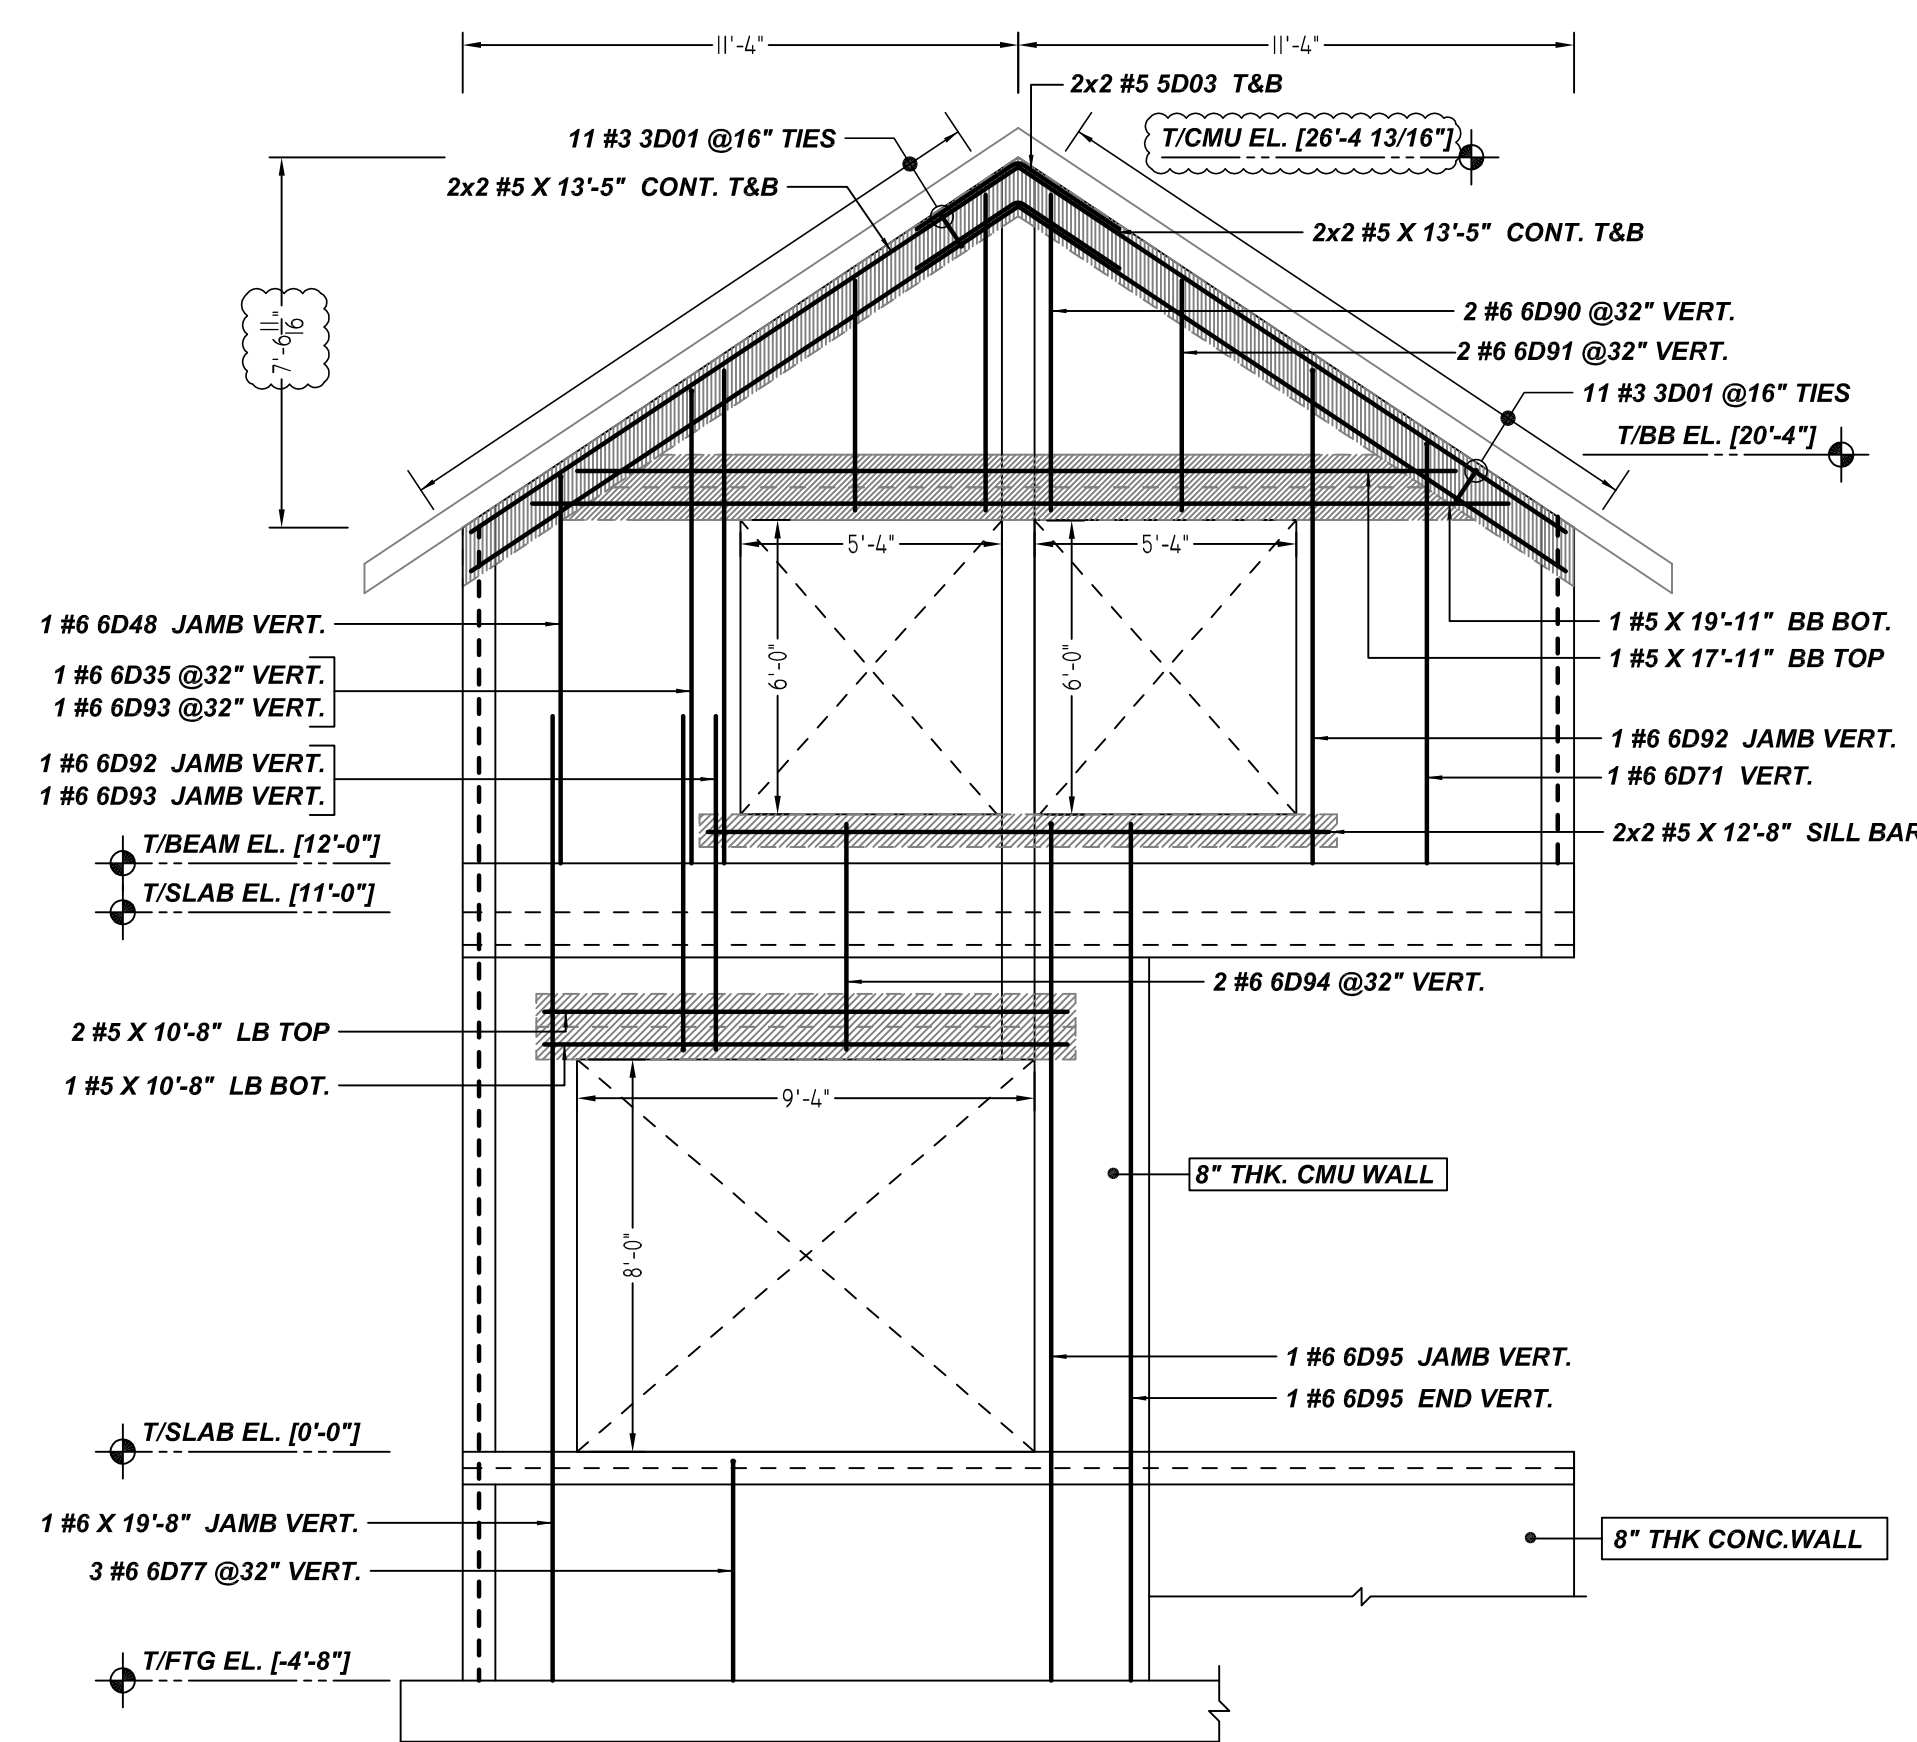 11'-4"
11'-4"
2x2 #5 5D03 T&B
11 #3 3D01 @16" TIES
T/CMU EL. [26'-4 13/16"]
2x2 #5 X 13'-5" CONT. T&B
2x2 #5 X 13'-5" CONT. T&B
7'-6 11/16"
2 #6 6D90 @32" VERT.
2 #6 6D91 @32" VERT.
11 #3 3D01 @16" TIES
T/BB EL. [20'-4"]
5'-4"
5'-4"
6'-0"
6'-0"
1 #6 6D48 JAMB VERT.
1 #6 6D35 @32" VERT.
1 #6 6D93 @32" VERT.
1 #6 6D92 JAMB VERT.
1 #6 6D93 JAMB VERT.
1 #5 X 19'-11" BB BOT.
1 #5 X 17'-11" BB TOP
1 #6 6D92 JAMB VERT.
1 #6 6D71 VERT.
2x2 #5 X 12'-8" SILL BAR
T/BEAM EL. [12'-0"]
T/SLAB EL. [11'-0"]
2 #6 6D94 @32" VERT.
2 #5 X 10'-8" LB TOP
1 #5 X 10'-8" LB BOT.
9'-4"
8'-0"
8" THK. CMU WALL
1 #6 6D95 JAMB VERT.
1 #6 6D95 END VERT.
T/SLAB EL. [0'-0"]
1 #6 X 19'-8" JAMB VERT.
3 #6 6D77 @32" VERT.
8" THK CONC.WALL
T/FTG EL. [-4'-8"]